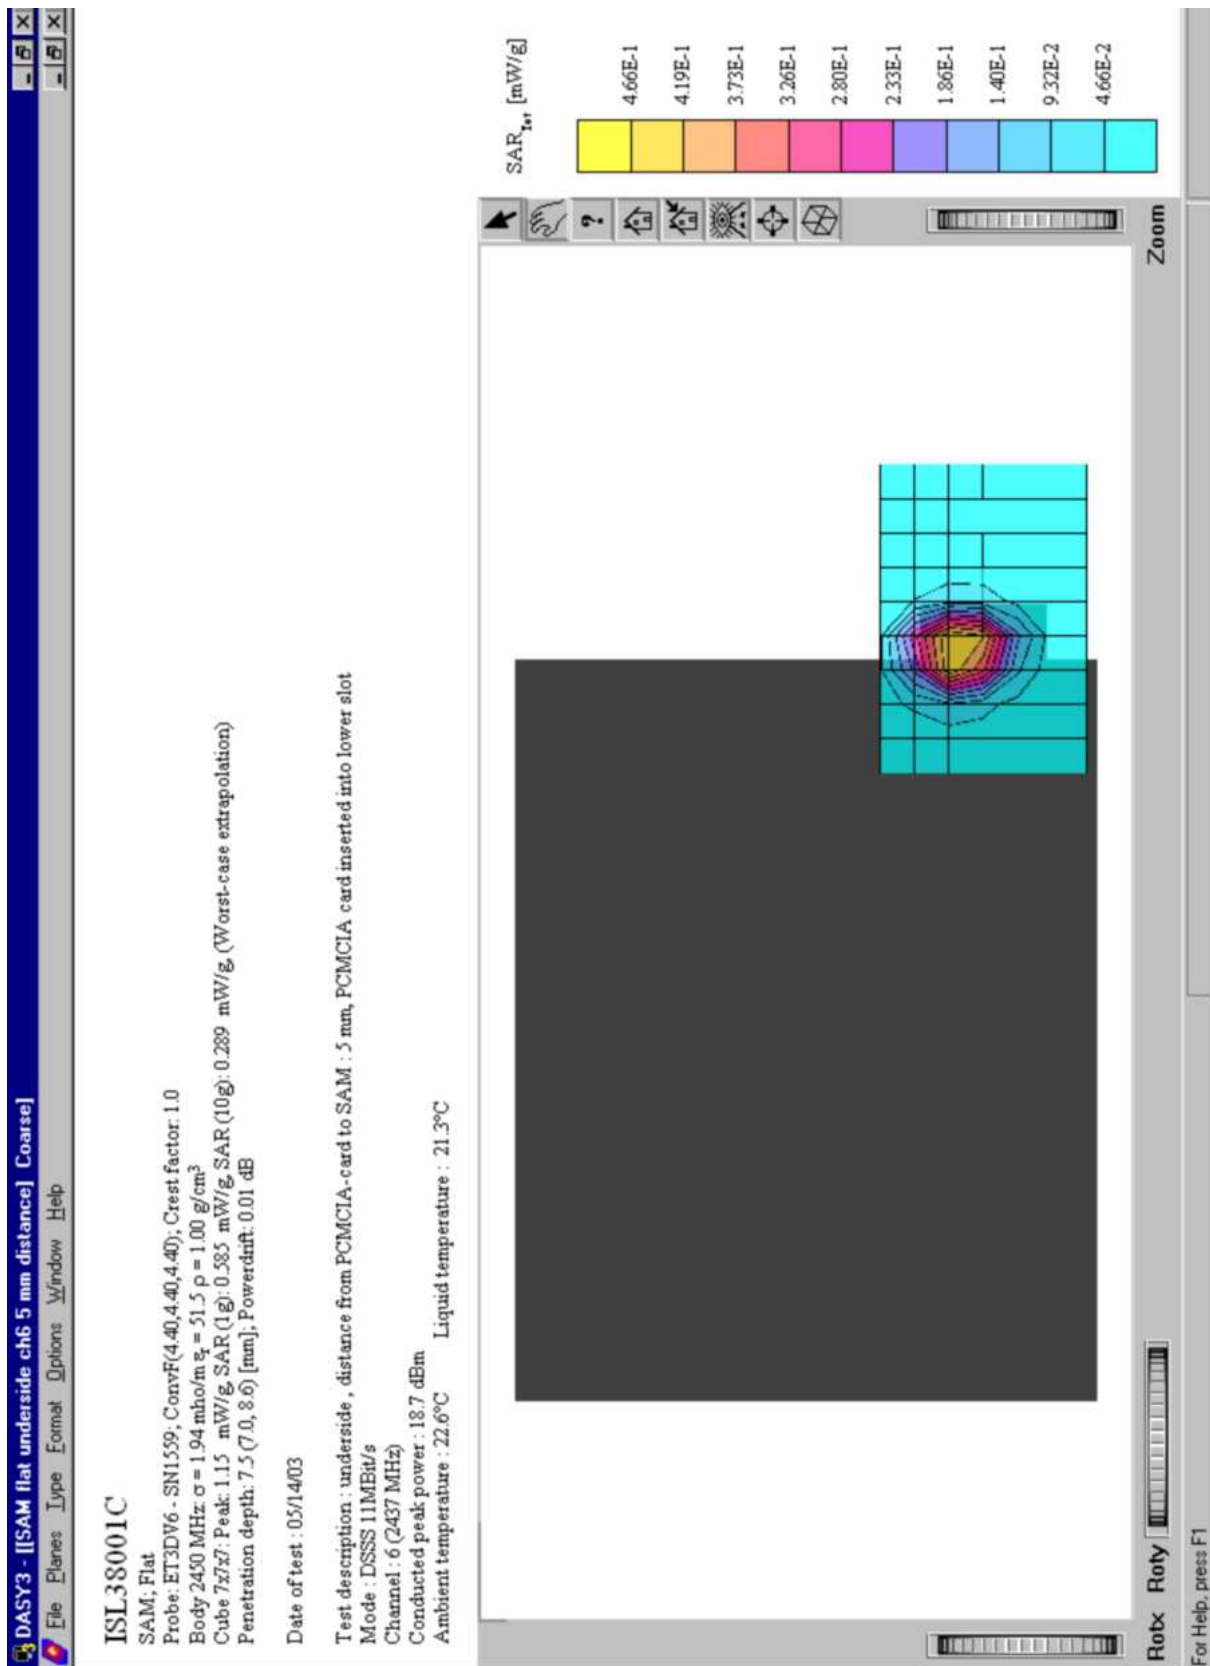 DASY3 - [[SAM flat underside ch6 5 mm distance] Coarse]
File Planes Type Format Options Window Help
ISL38001C
SAM; Flat
Probe: ET3DV6 - SN1559; ConvF(4.40,4.40,4.40); Crest factor: 1.0
Body 2450 MHz: σ = 1.94 mho/m εr = 51.5 ρ = 1.00 g/cm³
Cube 7x7x7: Peak: 1.15 mW/g, SAR (1g): 0.585 mW/g, SAR (10g): 0.289 mW/g, (Worst-case extrapolation)
Penetration depth: 7.5 (7.0, 8.6) [mm]; Powerdrift: 0.01 dB
Date of test : 05/14/03
Test description : underside , distance from PCMCIA-card to SAM : 5 mm, PCMCIA card inserted into lower slot
Mode : DSSS 11MBit/s
Channel : 6 (2437 MHz)
Conducted peak power : 18.7 dBm
Ambient temperature : 22.6°C Liquid temperature : 21.3°C
SARTot [mW/g]
4.66E-1
4.19E-1
3.73E-1
3.26E-1
2.80E-1
2.33E-1
1.86E-1
1.40E-1
9.32E-2
4.66E-2
Rotx Roty Zoom
For Help, press F1